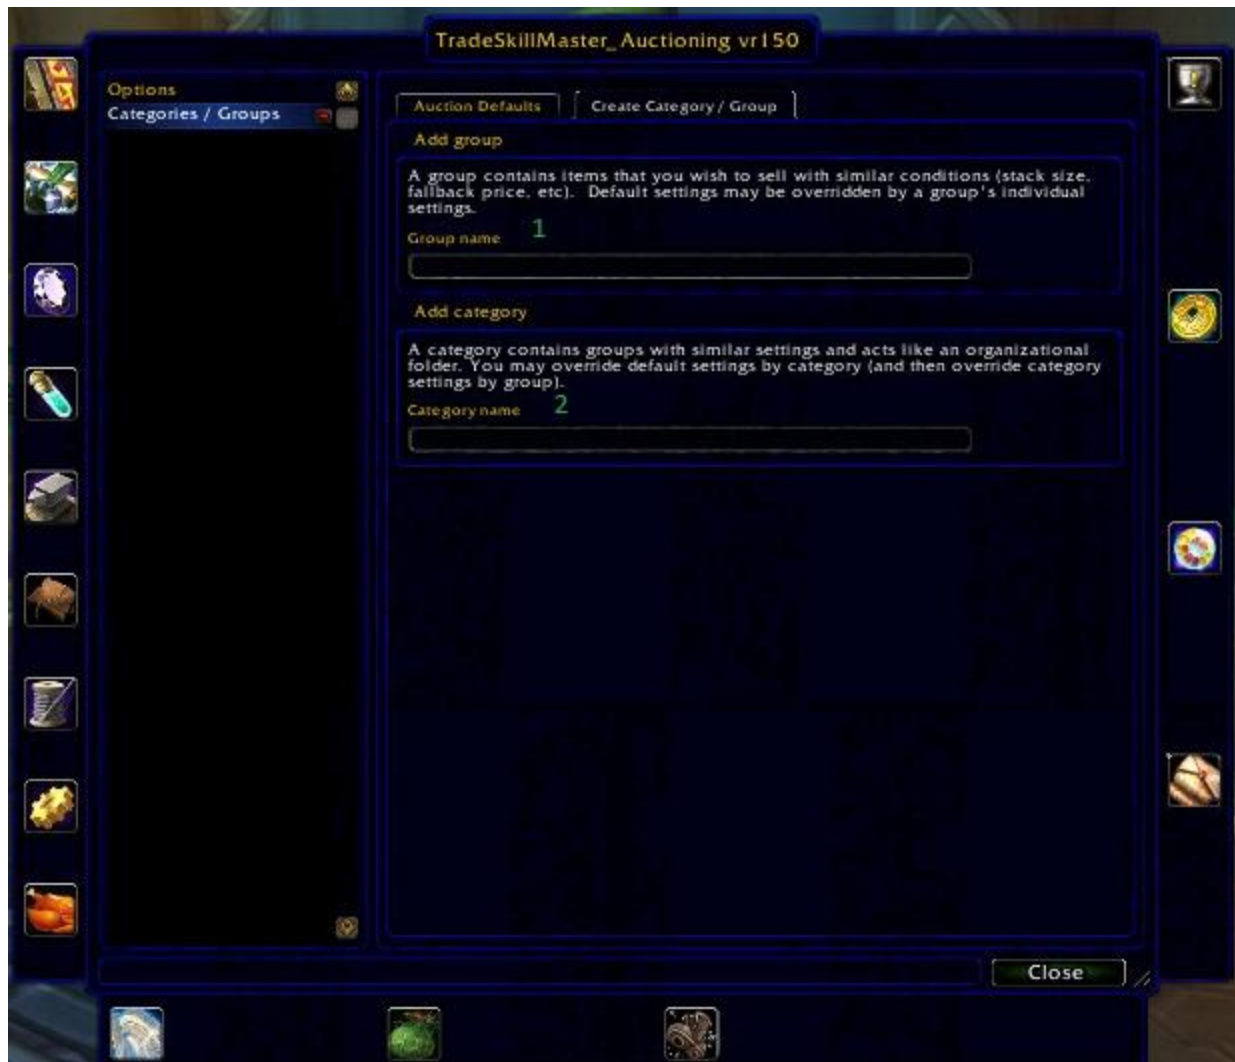 TradeSkillMaster_Auctioning vr150
Options
Categories / Groups
Auction Defaults
Create Category / Group
Add group
A group contains items that you wish to sell with similar conditions (stack size,
fallback price, etc). Default settings may be overridden by a group's individual
settings.
Group name 1
Add category
A category contains groups with similar settings and acts like an organizational
folder. You may override default settings by category (and then override category
settings by group).
Category name 2
Close